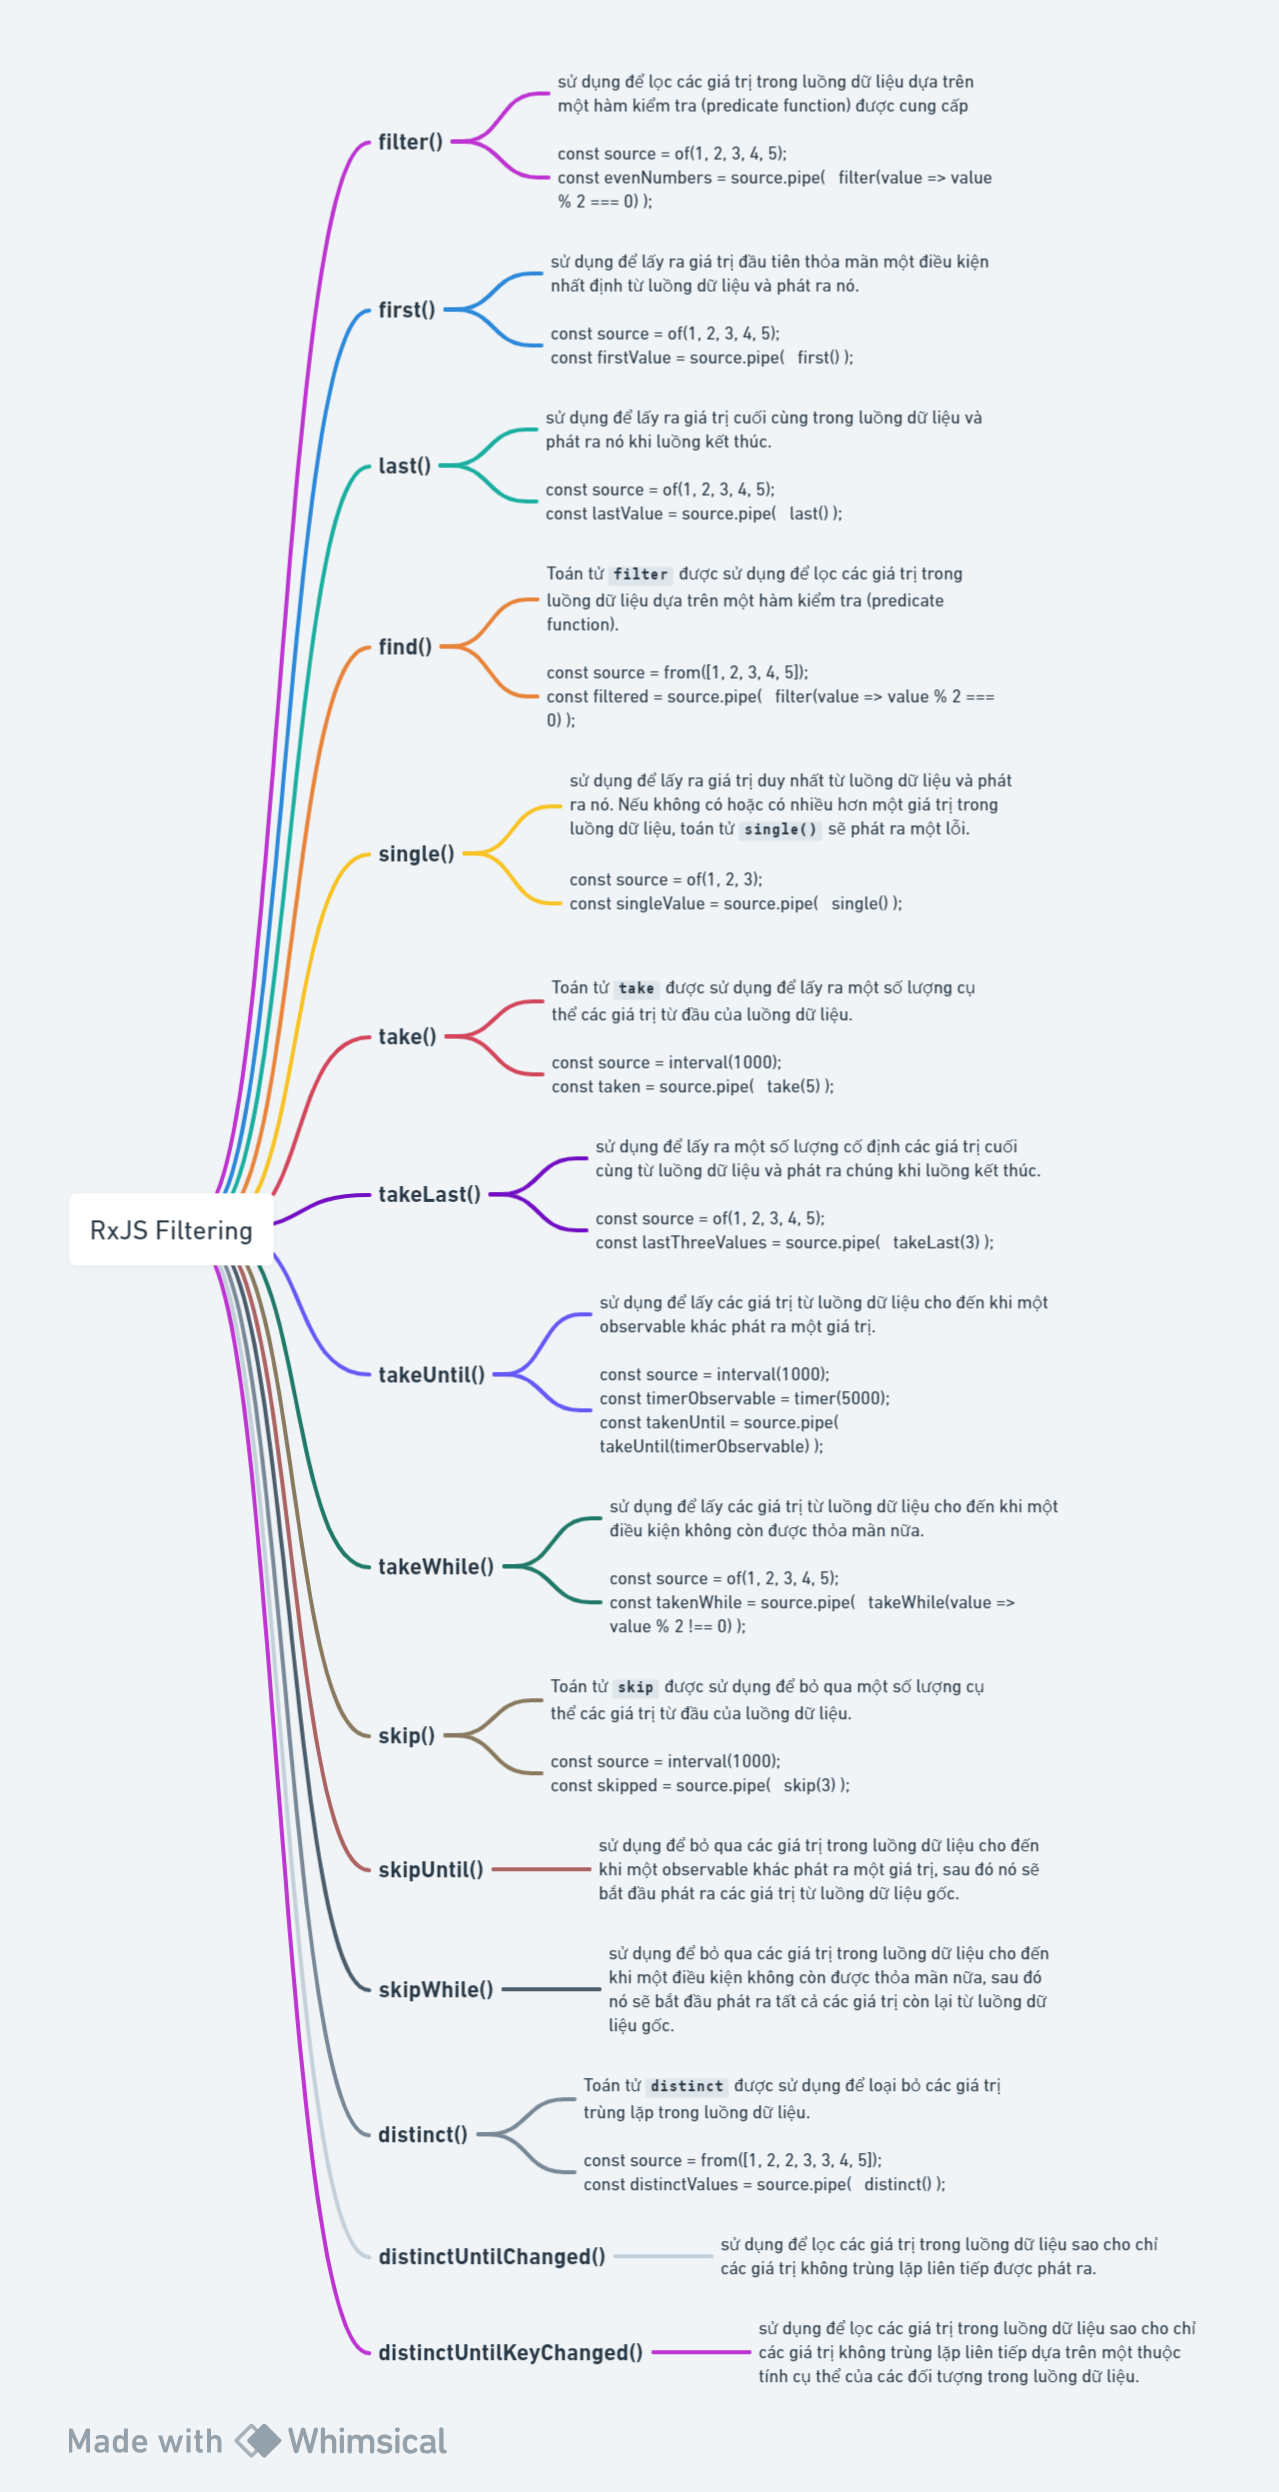 sử dụng để lọc các giá trị trong luồng dữ liệu dựa trên
một hàm kiểm tra (predicate function) được cung cấp
filter()
const source = of(1, 2, 3, 4, 5);
const evenNumbers = source.pipe(   filter(value => value
% 2 === 0) );
sử dụng để lấy ra giá trị đầu tiên thỏa mãn một điều kiện
nhất định từ luồng dữ liệu và phát ra nó.
first()
const source = of(1, 2, 3, 4, 5);
const firstValue = source.pipe(   first() );
sử dụng để lấy ra giá trị cuối cùng trong luồng dữ liệu và
phát ra nó khi luồng kết thúc.
last()
const source = of(1, 2, 3, 4, 5);
const lastValue = source.pipe(   last() );
Toán tử filter được sử dụng để lọc các giá trị trong
luồng dữ liệu dựa trên một hàm kiểm tra (predicate
function).
find()
const source = from([1, 2, 3, 4, 5]);
const filtered = source.pipe(   filter(value => value % 2 ===
0) );
sử dụng để lấy ra giá trị duy nhất từ luồng dữ liệu và phát
ra nó. Nếu không có hoặc có nhiều hơn một giá trị trong
luồng dữ liệu, toán tử single() sẽ phát ra một lỗi.
single()
const source = of(1, 2, 3);
const singleValue = source.pipe(   single() );
Toán tử take được sử dụng để lấy ra một số lượng cụ
thể các giá trị từ đầu của luồng dữ liệu.
take()
const source = interval(1000);
const taken = source.pipe(   take(5) );
sử dụng để lấy ra một số lượng cố định các giá trị cuối
cùng từ luồng dữ liệu và phát ra chúng khi luồng kết thúc.
takeLast()
const source = of(1, 2, 3, 4, 5);
const lastThreeValues = source.pipe(   takeLast(3) );
RxJS Filtering
sử dụng để lấy các giá trị từ luồng dữ liệu cho đến khi một
observable khác phát ra một giá trị.
takeUntil()
const source = interval(1000);
const timerObservable = timer(5000);
const takenUntil = source.pipe(
takeUntil(timerObservable) );
sử dụng để lấy các giá trị từ luồng dữ liệu cho đến khi một
điều kiện không còn được thỏa mãn nữa.
takeWhile()
const source = of(1, 2, 3, 4, 5);
const takenWhile = source.pipe(   takeWhile(value =>
value % 2 !== 0) );
Toán tử skip được sử dụng để bỏ qua một số lượng cụ
thể các giá trị từ đầu của luồng dữ liệu.
skip()
const source = interval(1000);
const skipped = source.pipe(   skip(3) );
sử dụng để bỏ qua các giá trị trong luồng dữ liệu cho đến
khi một observable khác phát ra một giá trị, sau đó nó sẽ
bắt đầu phát ra các giá trị từ luồng dữ liệu gốc.
skipUntil()
sử dụng để bỏ qua các giá trị trong luồng dữ liệu cho đến
khi một điều kiện không còn được thỏa mãn nữa, sau đó
nó sẽ bắt đầu phát ra tất cả các giá trị còn lại từ luồng dữ
liệu gốc.
skipWhile()
Toán tử distinct được sử dụng để loại bỏ các giá trị
trùng lặp trong luồng dữ liệu.
distinct()
const source = from([1, 2, 2, 3, 3, 4, 5]);
const distinctValues = source.pipe(   distinct() );
sử dụng để lọc các giá trị trong luồng dữ liệu sao cho chỉ
các giá trị không trùng lặp liên tiếp được phát ra.
distinctUntilChanged()
sử dụng để lọc các giá trị trong luồng dữ liệu sao cho chỉ
các giá trị không trùng lặp liên tiếp dựa trên một thuộc
tính cụ thể của các đối tượng trong luồng dữ liệu.
distinctUntilKeyChanged()
Made with Whimsical